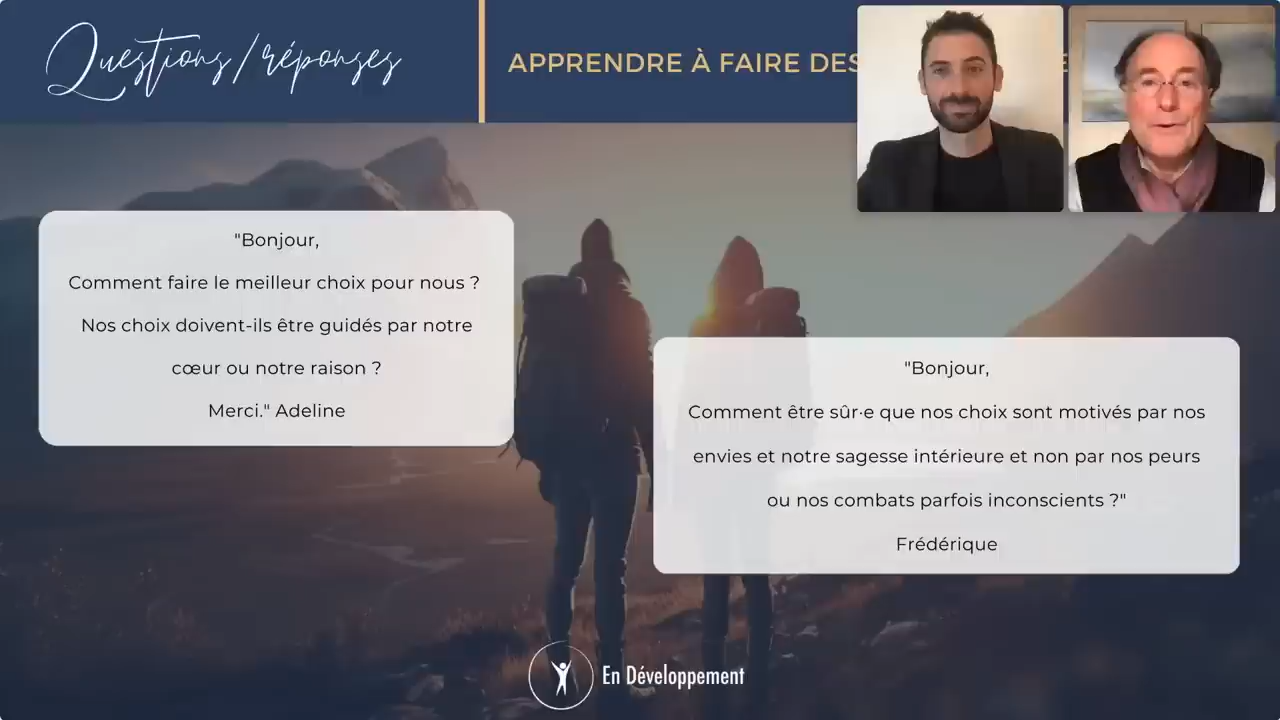 Questions/réponses
APPRENDRE À FAIRE DES
"Bonjour,
Comment faire le meilleur choix pour nous ?
Nos choix doivent-ils être guidés par notre
cœur ou notre raison ?
Merci." Adeline
"Bonjour,
Comment être sûr·e que nos choix sont motivés par nos
envies et notre sagesse intérieure et non par nos peurs
ou nos combats parfois inconscients ?"
Frédérique
En Développement